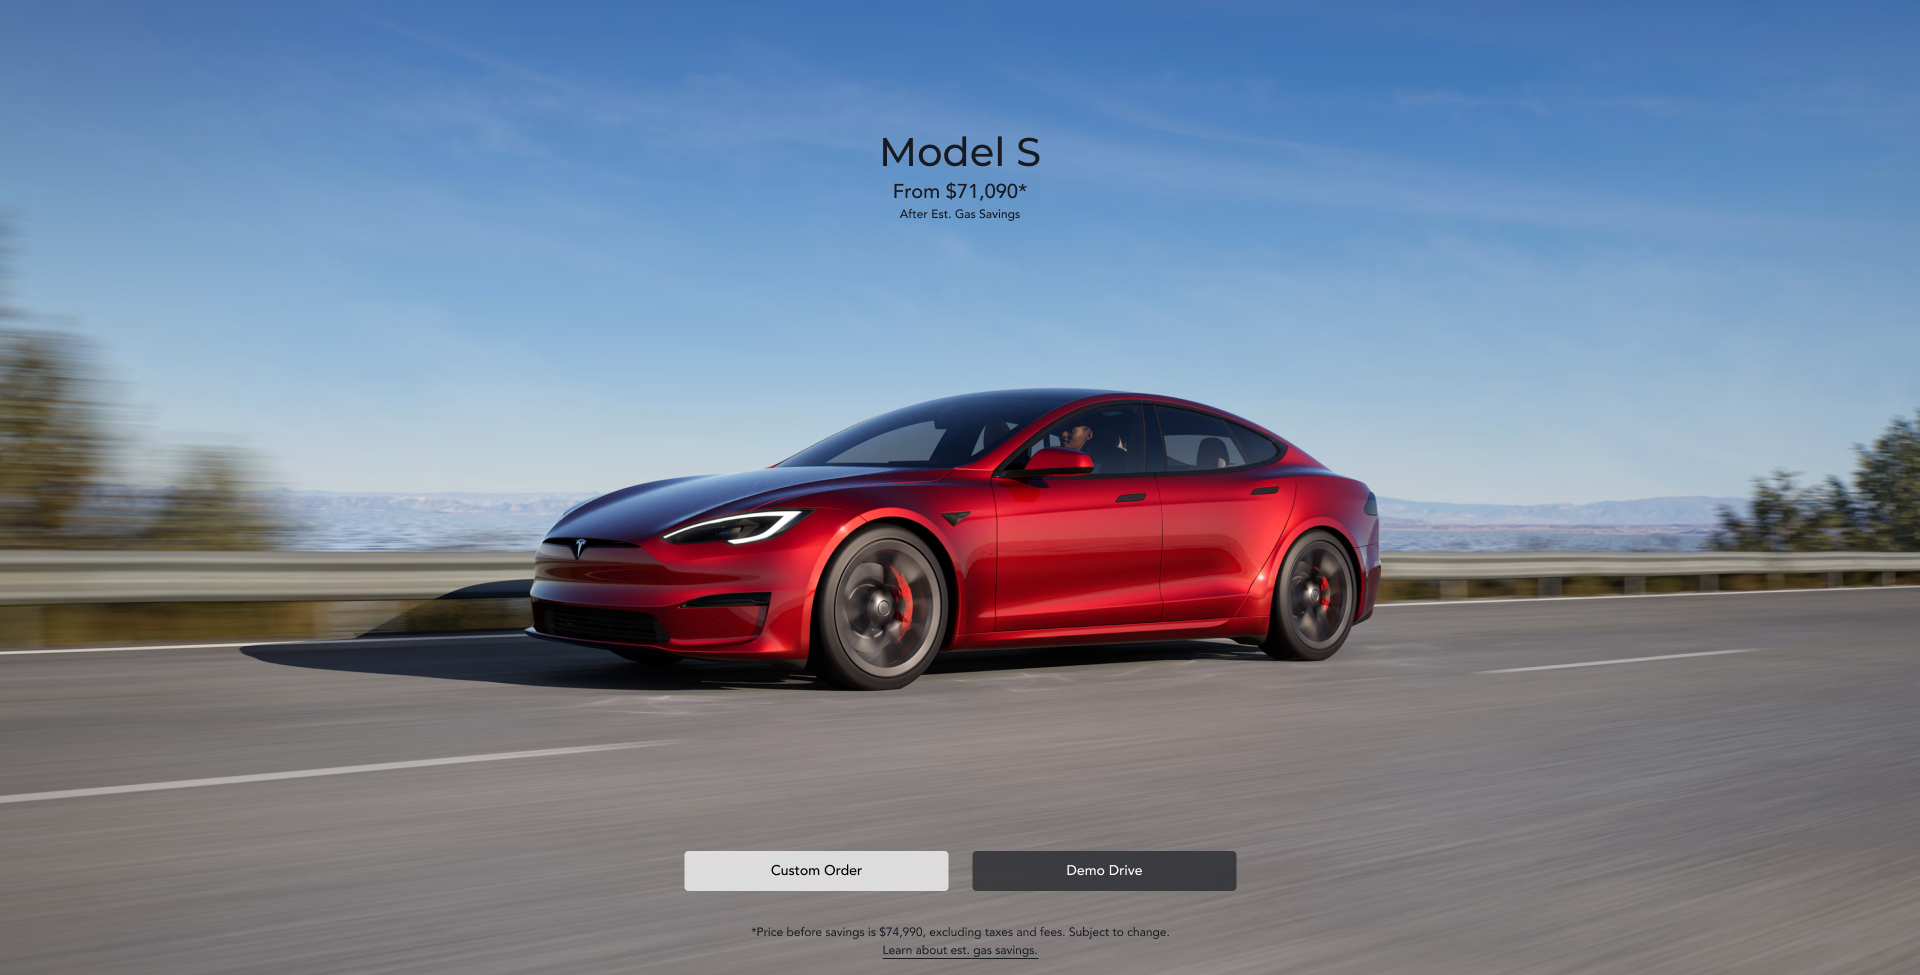 Model S
From $71,090*
After Est. Gas Savings
Custom Order
Demo Drive
*Price before savings is $74,990, excluding taxes and fees. Subject to change.
Learn about est. gas savings.